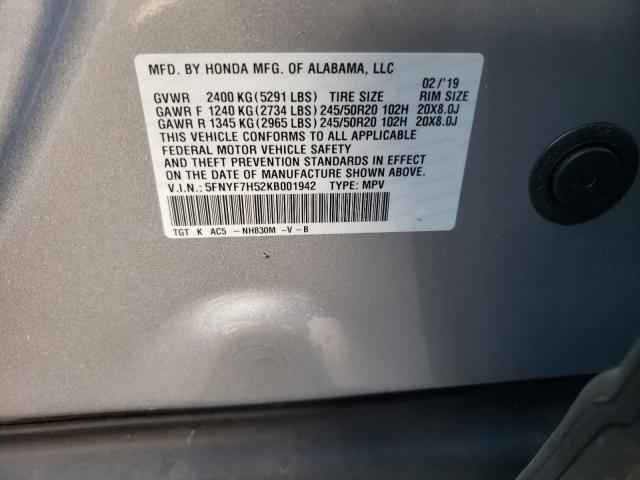 MFD. BY HONDA MFG. OF ALABAMA, LLC
02/'19
GVWR 2400 KG(5291 LBS) TIRE SIZE RIM SIZE
GAWR F 1240 KG(2734 LBS)245/50R20 102H 20X8.0J
GAWR R 1345 KG(2965 LBS)245/50R20 102H 20X8.0J
THIS VEHICLE CONFORMS TO ALL APPLICABLE
FEDERAL MOTOR VEHICLE SAFETY
AND THEFT PREVENTION STANDARDS IN EFFECT
ON THE DATE OF MANUFACTURE SHOWN ABOVE.
V.I.N.: 5FNYF7H52KB001942 TYPE: MPV
TGT K AC5 -NH830M -V-B